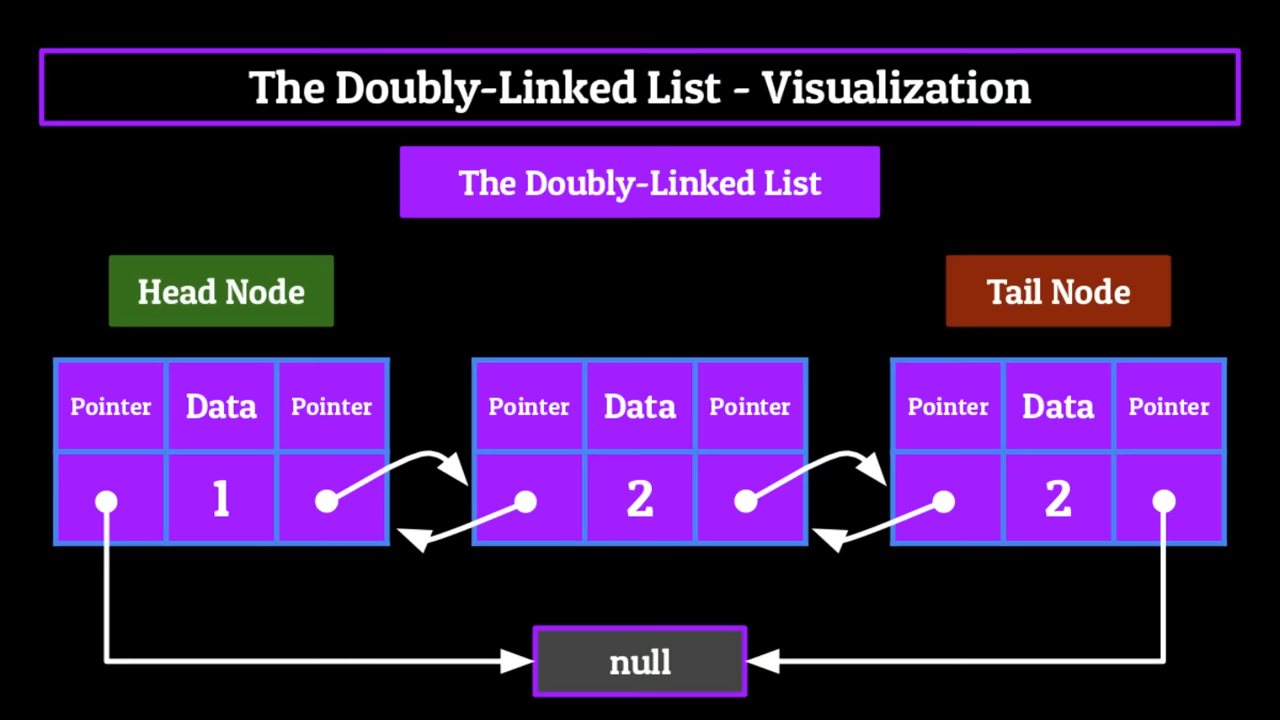 The Doubly-Linked List - Visualization
The Doubly-Linked List
Head Node
Tail Node
Pointer Data Pointer
Pointer Data Pointer
Pointer Data Pointer
1
2
2
null